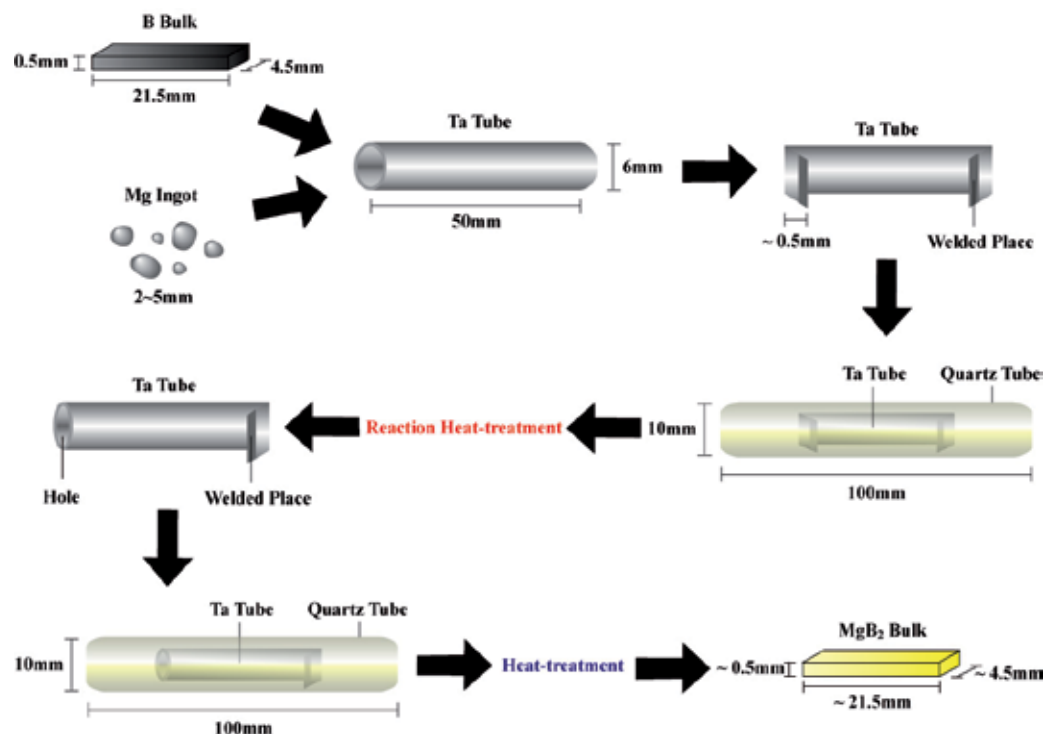 B Bulk
0.5mm
4.5mm
21.5mm
Mg Ingot
2~5mm
Ta Tube
6mm
50mm
Ta Tube
~ 0.5mm
Welded Place
Ta Tube
Quartz Tube
10mm
100mm
Reaction Heat-treatment
Ta Tube
Hole
Welded Place
Ta Tube
Quartz Tube
10mm
100mm
Heat-treatment
MgB₂ Bulk
~ 0.5mm
~ 4.5mm
~ 21.5mm